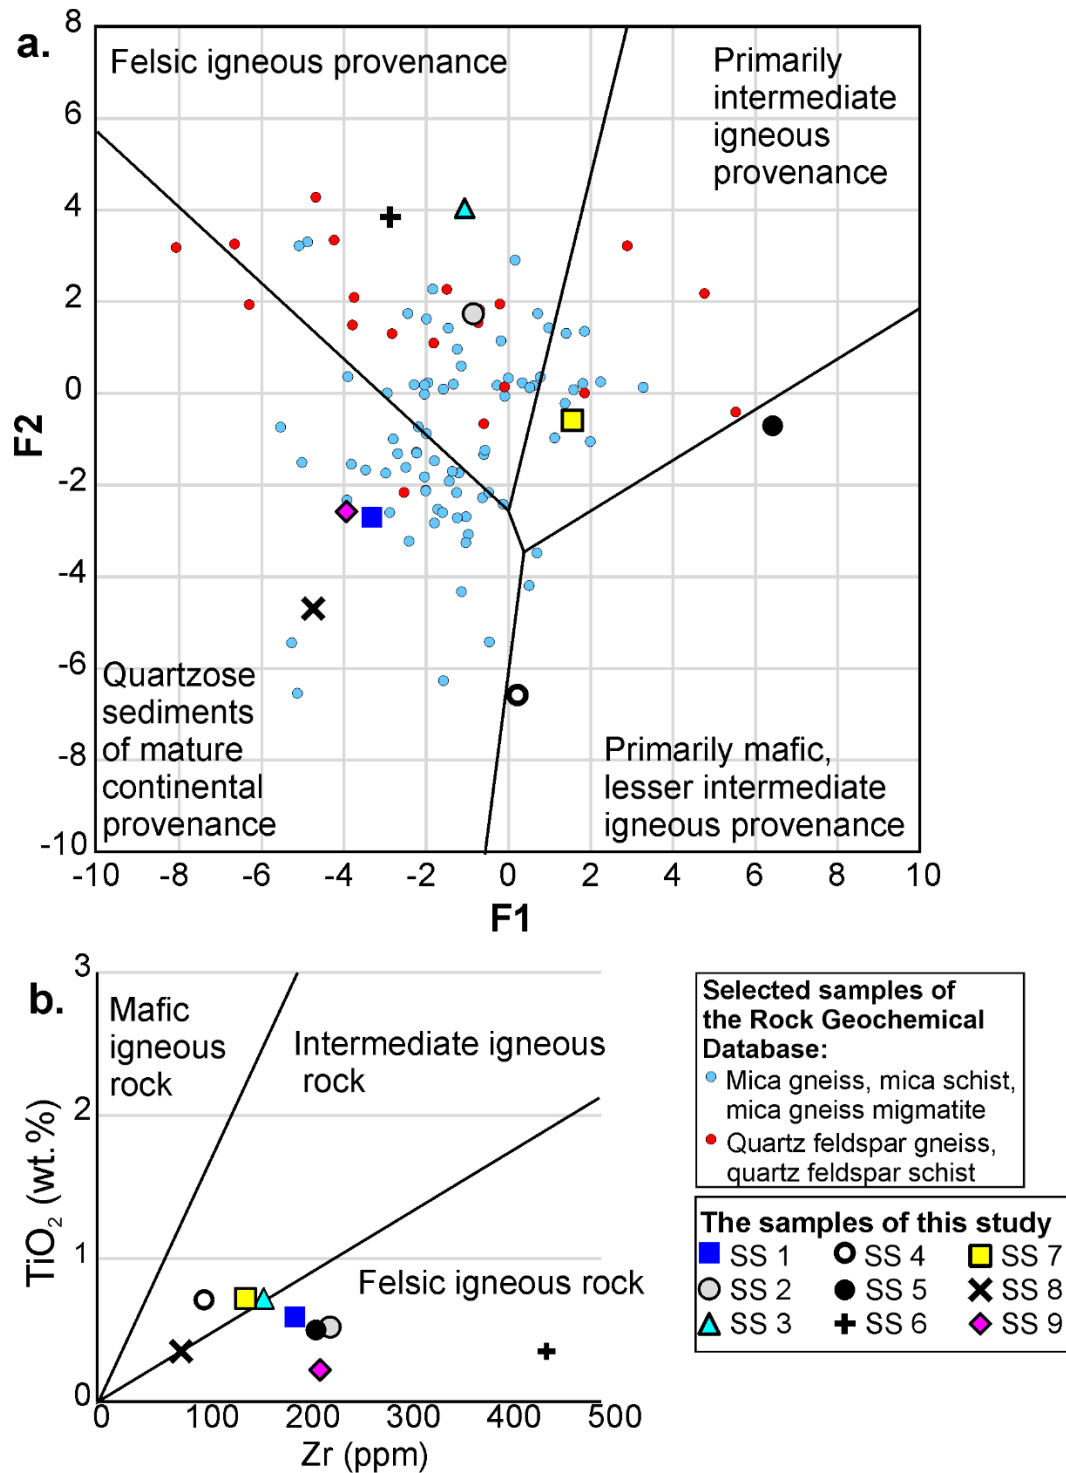 a.
8
6
4
2
0
-2
-4
-6
-8
-10
F2
Felsic igneous provenance
Primarily
intermediate
igneous
provenance
Quartzose
sediments
of mature
continental
provenance
Primarily mafic,
lesser intermediate
igneous provenance
-10 -8 -6 -4 -2 0 2 4 6 8 10
F1
b.
3
2
1
0
TiO₂ (wt.%)
Mafic
igneous
rock
Intermediate igneous
rock
Felsic igneous rock
0 100 200 300 400 500
Zr (ppm)
Selected samples of
the Rock Geochemical
Database:
Mica gneiss, mica schist,
mica gneiss migmatite
Quartz feldspar gneiss,
quartz feldspar schist
The samples of this study
SS 1 SS 4 SS 7
SS 2 SS 5 SS 8
SS 3 SS 6 SS 9